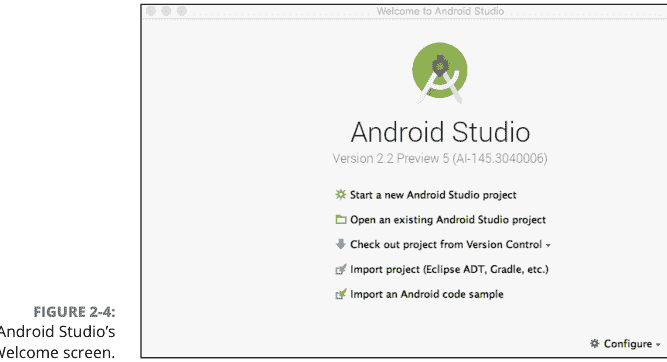 Welcome to Android Studio
Android Studio
Version 2.2 Preview 5 (AI-145.3040006)
Start a new Android Studio project
Open an existing Android Studio project
Check out project from Version Control
Import project (Eclipse ADT, Gradle, etc.)
Import an Android code sample
Configure
FIGURE 2-4:
Android Studio’s
Welcome screen.